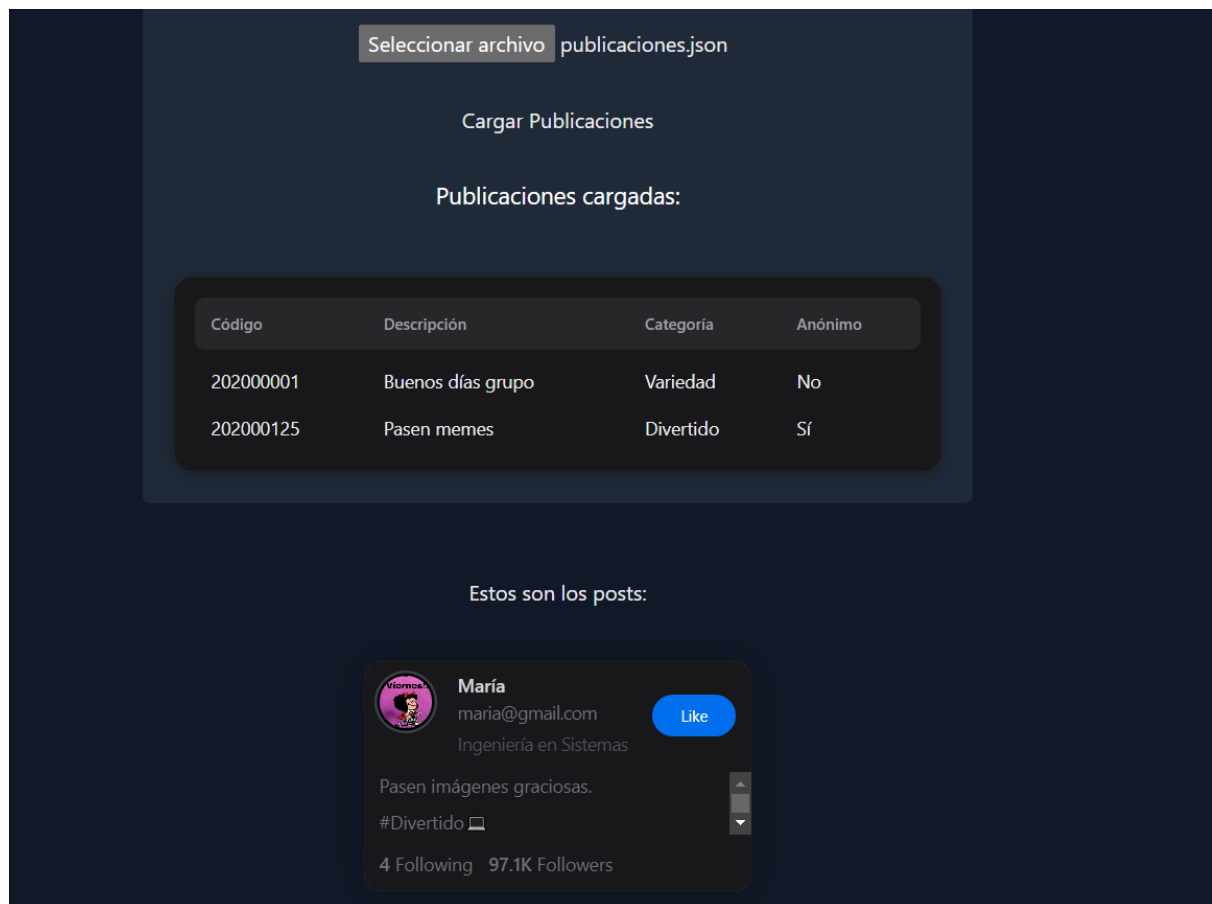 Seleccionar archivo publicaciones.json
Cargar Publicaciones
Publicaciones cargadas:
Código Descripción Categoría Anónimo
202000001 Buenos días grupo Variedad No
202000125 Pasen memes Divertido Sí
Estos son los posts:
Viernes
María
maria@gmail.com
Like
Ingeniería en Sistemas
Pasen imágenes graciosas.
#Divertido 💻
4 Following 97.1K Followers